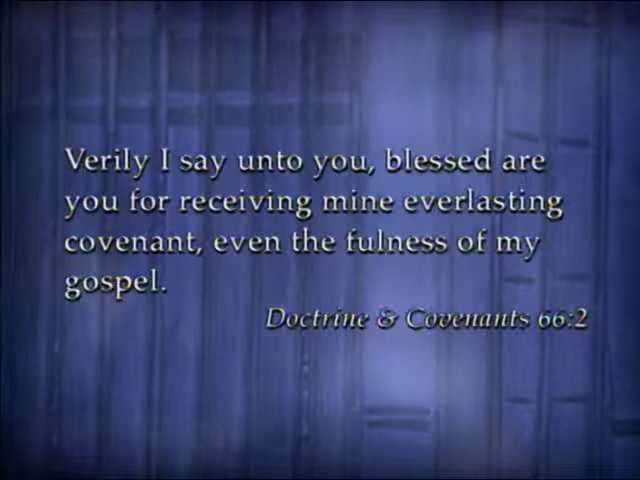 Verily I say unto you, blessed are
you for receiving mine everlasting
covenant, even the fulness of my
gospel.
Doctrine & Covenants 66:2